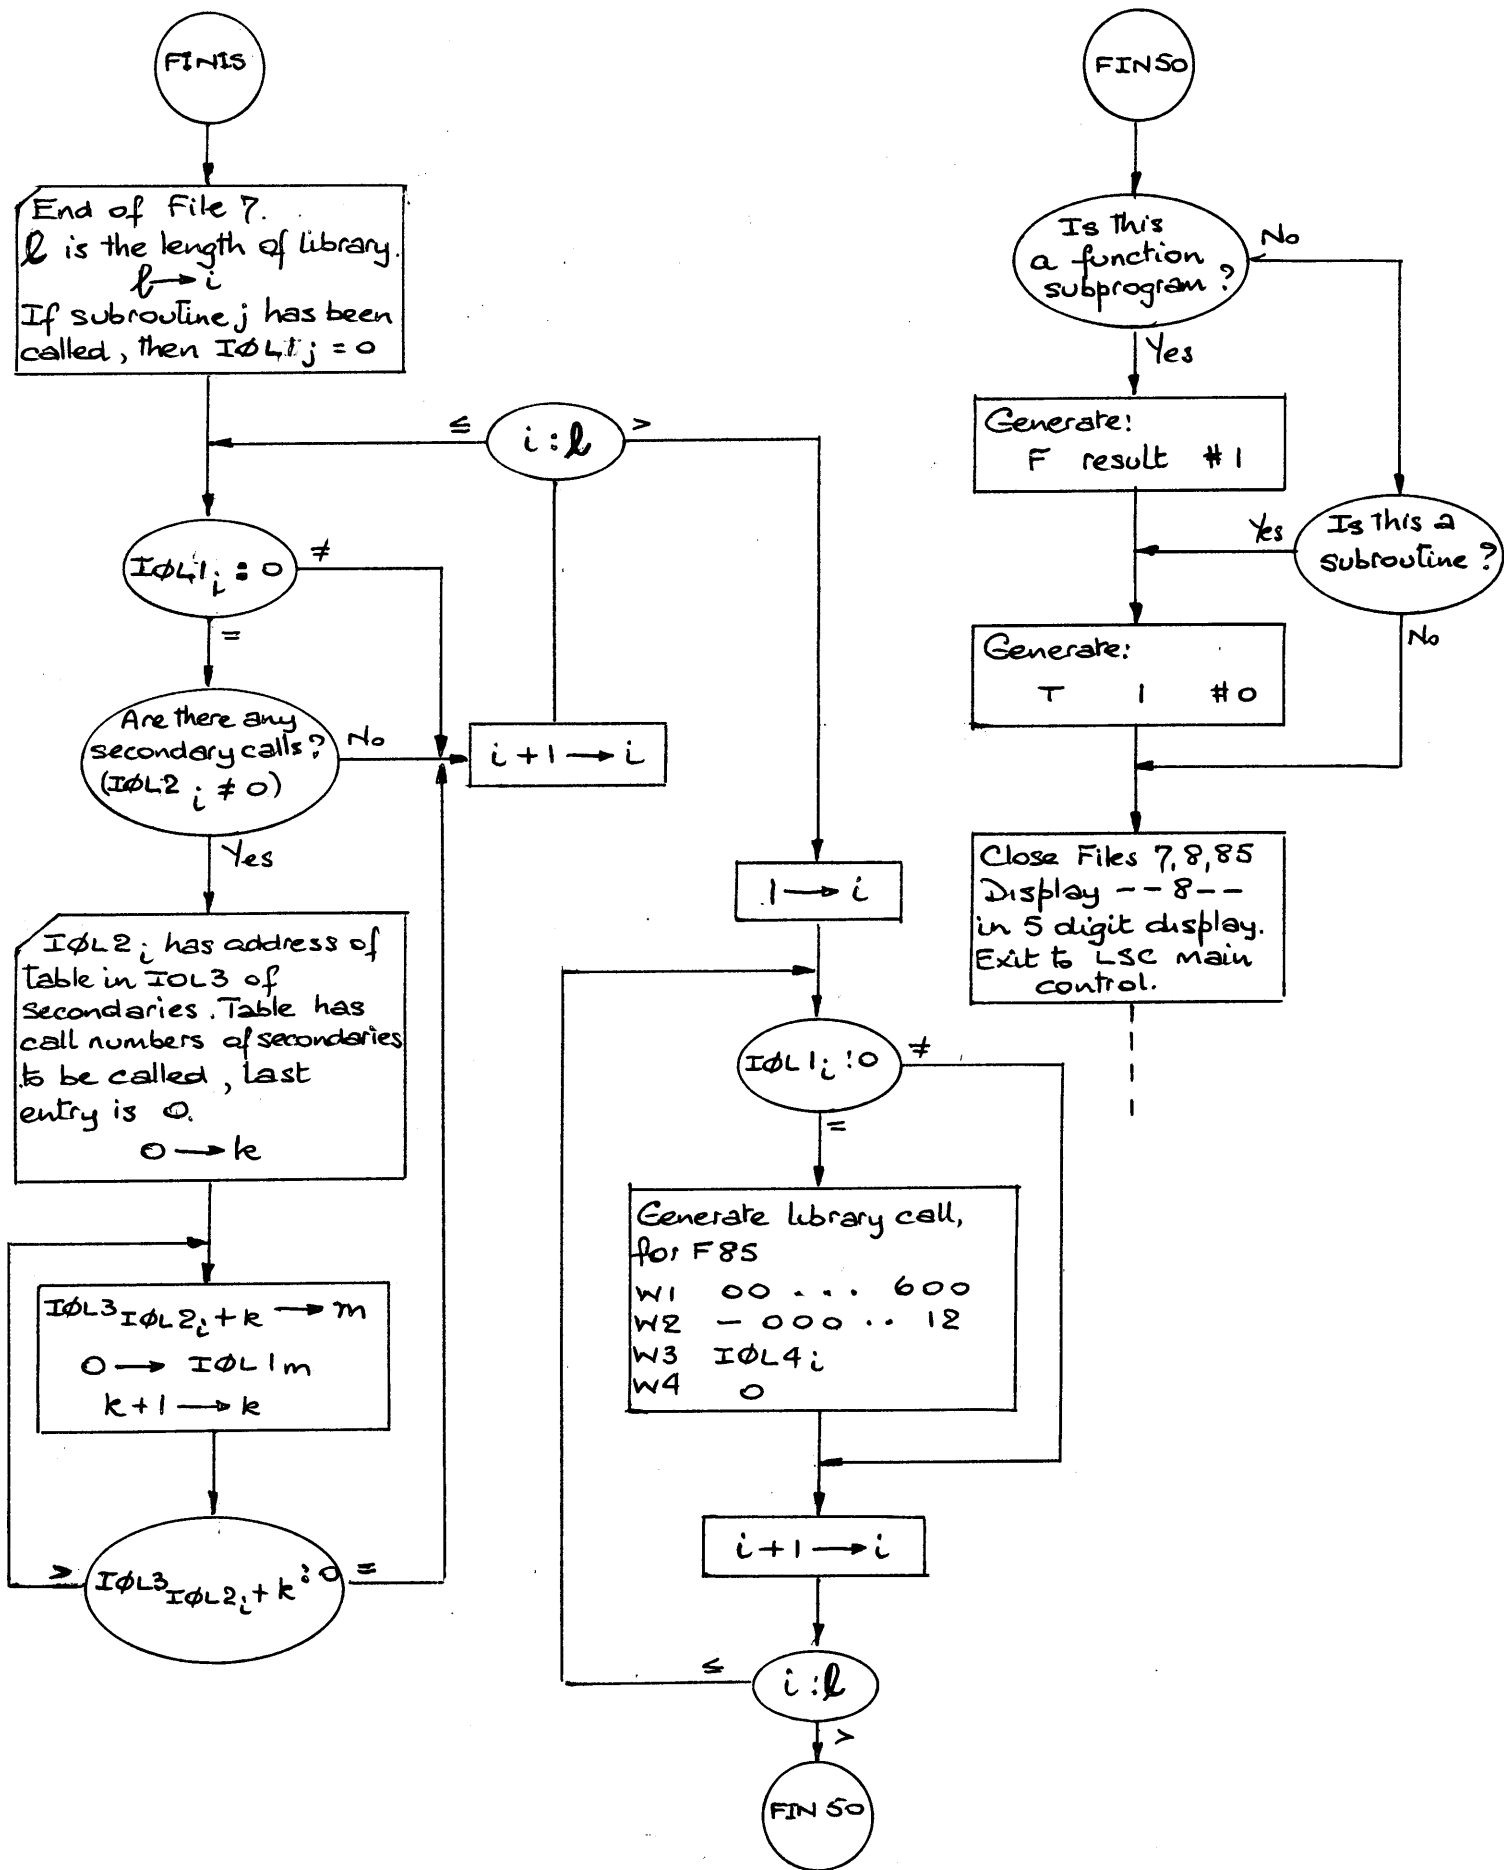 FINIS
End of File 7.
l is the length of library.
l → i
If subroutine j has been
called, then IØL1j = 0
≤
i : l
>
IØL1i : 0
≠
=
Are there any
secondary calls?
(IØL2i ≠ 0)
No
Yes
i + 1 → i
IØL2i has address of
table in IOL3 of
secondaries. Table has
call numbers of secondaries
to be called, last
entry is 0.
0 → k
IØL3IØL2i + k → m
0 → IØL1m
k + 1 → k
>
IØL3IØL2i + k : 0
=
1 → i
IØL1i : 0
≠
=
Generate library call,
for F85
W1 00 ... 600
W2 - 000 .. 12
W3 IØL4i
W4 0
i + 1 → i
≤
i : l
>
FIN 50
FIN50
Is this
a function
subprogram?
No
Yes
Generate:
F result #1
Yes
Is this a
subroutine?
No
Generate:
T 1 #0
Close Files 7,8,85
Display --8--
in 5 digit display.
Exit to LSC main
control.